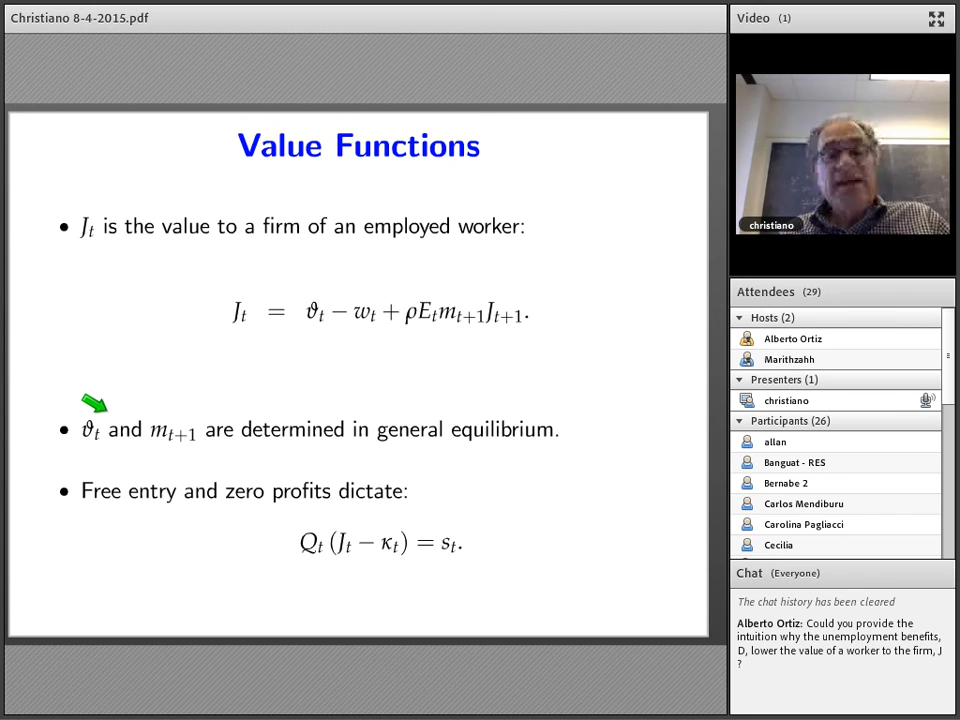 Christiano 8-4-2015.pdf
Value Functions
• J_t is the value to a firm of an employed worker:
J_t = ϑ_t − w_t + ρE_t m_{t+1} J_{t+1}.
• ϑ_t and m_{t+1} are determined in general equilibrium.
• Free entry and zero profits dictate:
Q_t (J_t − κ_t) = s_t.
Video (1)
christiano
Attendees (29)
Hosts (2)
Alberto Ortiz
Marithzahh
Presenters (1)
christiano
Participants (26)
allan
Banguat - RES
Bernabe 2
Carlos Mendiburu
Carolina Pagliacci
Cecilia
Chat (Everyone)
The chat history has been cleared
Alberto Ortiz: Could you provide the
intuition why the unemployment benefits,
D, lower the value of a worker to the firm, J
?